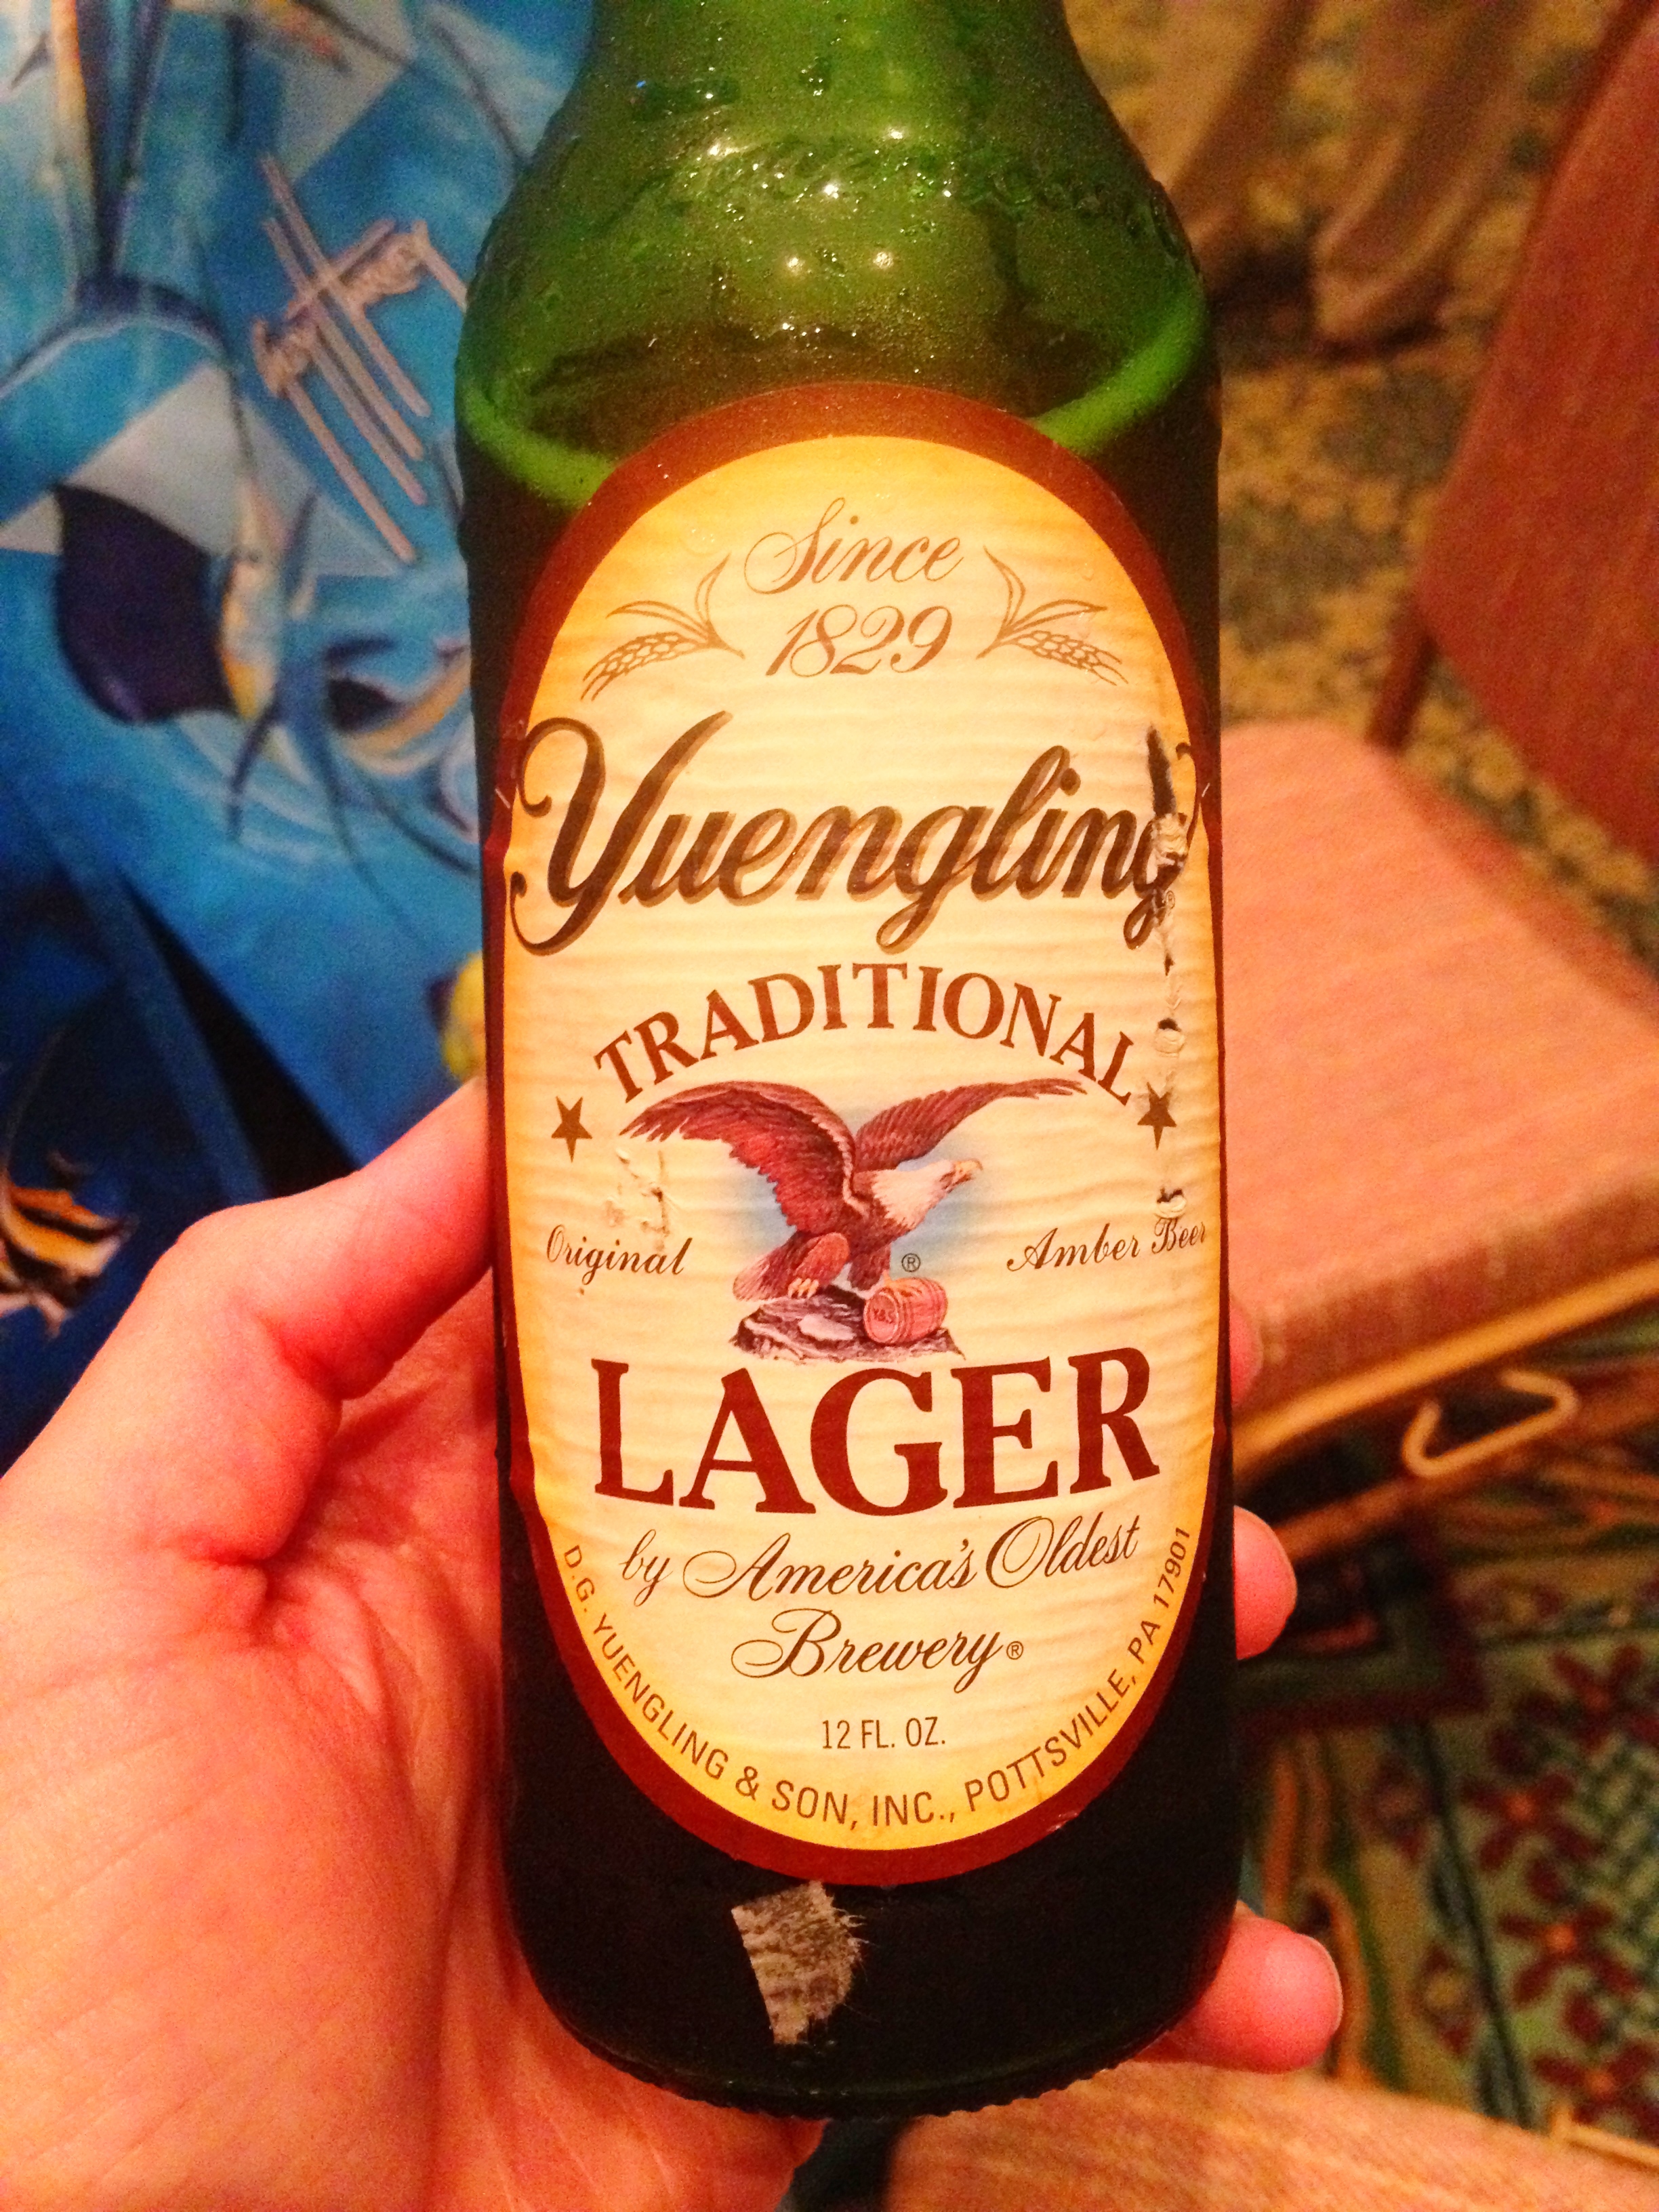 Since
1829
Yuengling®
TRADITIONAL
Original
Amber Beer
®
LAGER
by America's Oldest
Brewery®
12 FL. OZ.
D.G. YUENGLING & SON, INC., POTTSVILLE, PA 17901